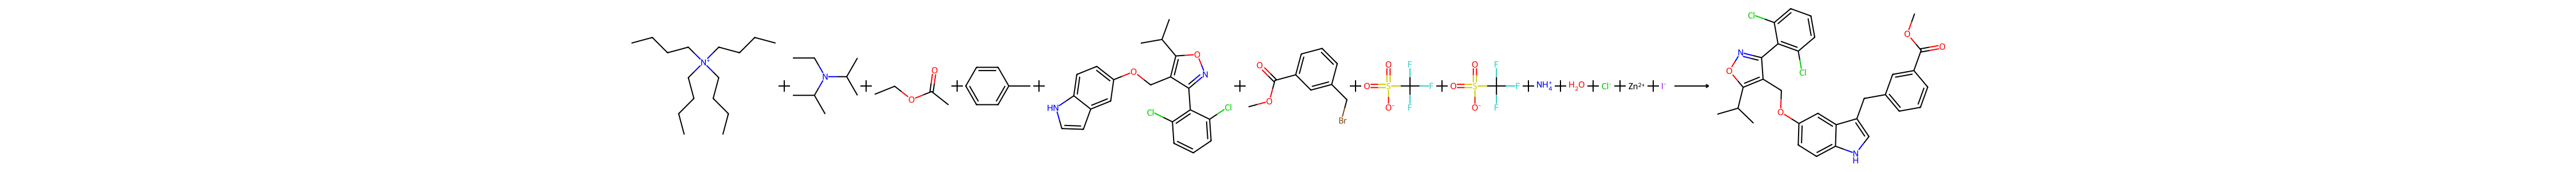 N+ + N + O O + + HN O O N Cl Cl + O O Br + O S O O- F F F + O S O O- F F F + NH4+ + H2O + Cl- + Zn2+ + I- Cl Cl N O O N H O O